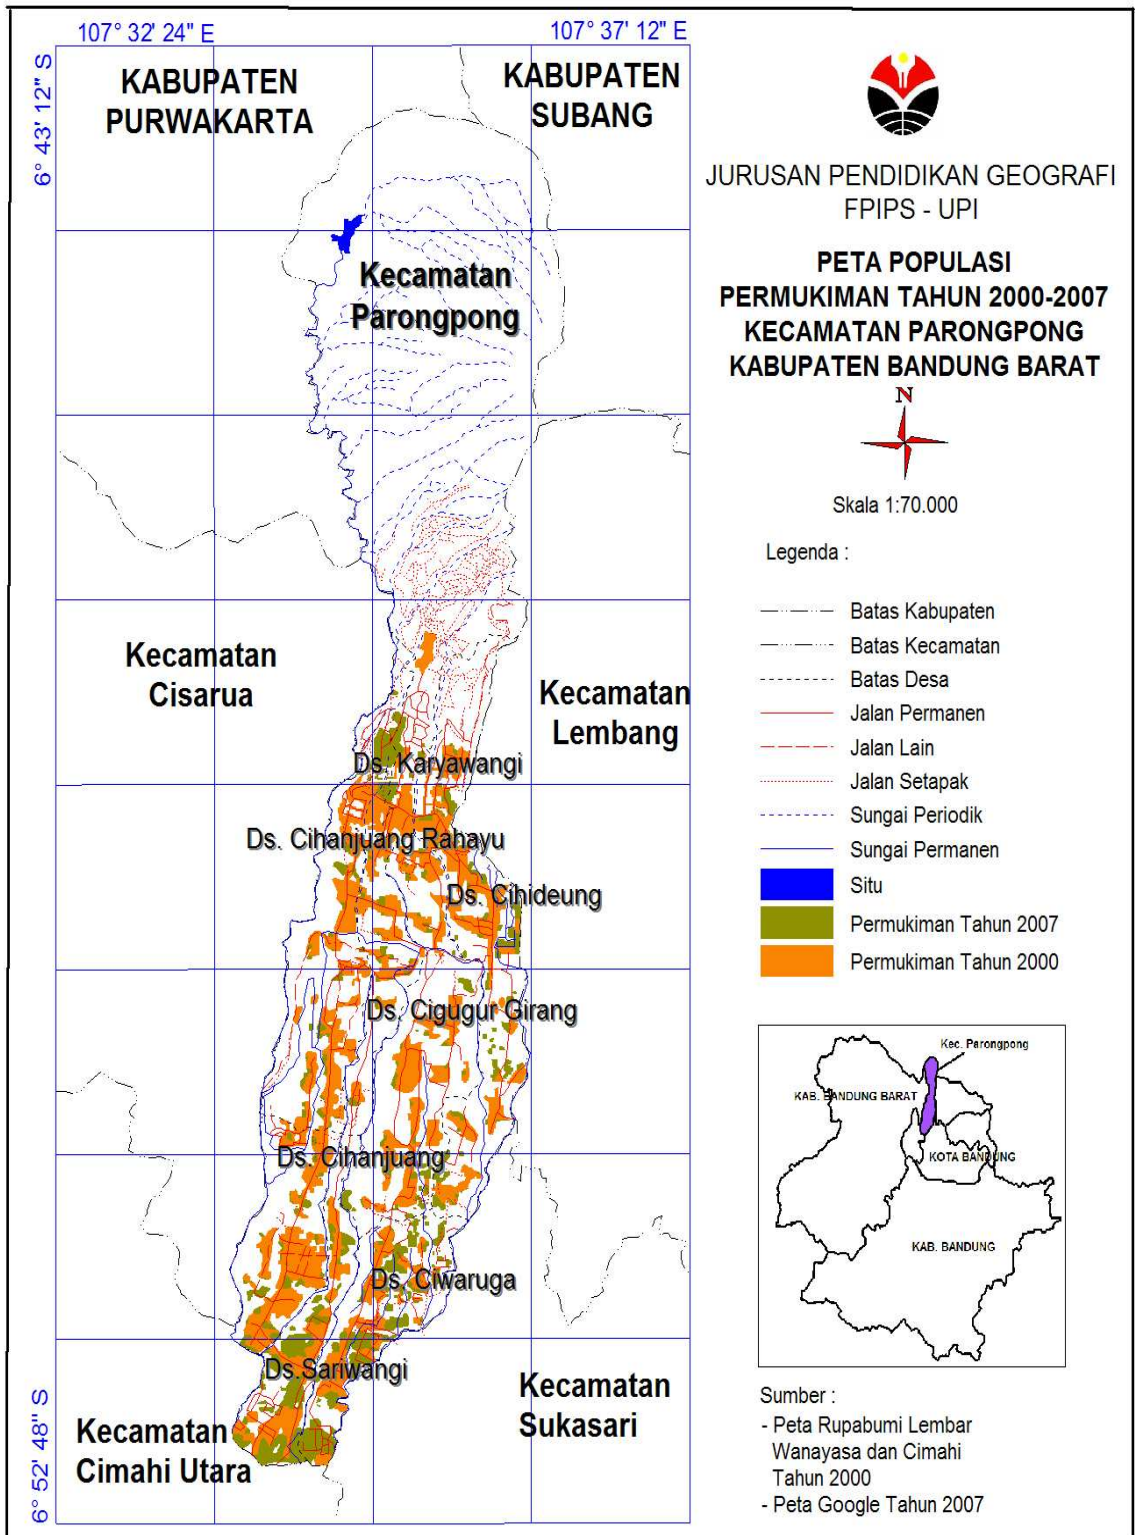 107° 32' 24" E
107° 37' 12" E
6° 43' 12" S
6° 52' 48" S
KABUPATEN
PURWAKARTA
KABUPATEN
SUBANG
Kecamatan
Parongpong
Kecamatan
Cisarua
Kecamatan
Lembang
Ds. Karyawangi
Ds. Cihanjuang Rahayu
Ds. Cihideung
Ds. Cigugur Girang
Ds. Cihanjuang
Ds. Ciwaruga
Ds.Sariwangi
Kecamatan
Cimahi Utara
Kecamatan
Sukasari
JURUSAN PENDIDIKAN GEOGRAFI
FPIPS - UPI
PETA POPULASI
PERMUKIMAN TAHUN 2000-2007
KECAMATAN PARONGPONG
KABUPATEN BANDUNG BARAT
N
Skala 1:70.000
Legenda :
Batas Kabupaten
Batas Kecamatan
Batas Desa
Jalan Permanen
Jalan Lain
Jalan Setapak
Sungai Periodik
Sungai Permanen
Situ
Permukiman Tahun 2007
Permukiman Tahun 2000
Kec. Parongpong
KAB. BANDUNG BARAT
KOTA BANDUNG
KAB. BANDUNG
Sumber :
- Peta Rupabumi Lembar
Wanayasa dan Cimahi
Tahun 2000
- Peta Google Tahun 2007